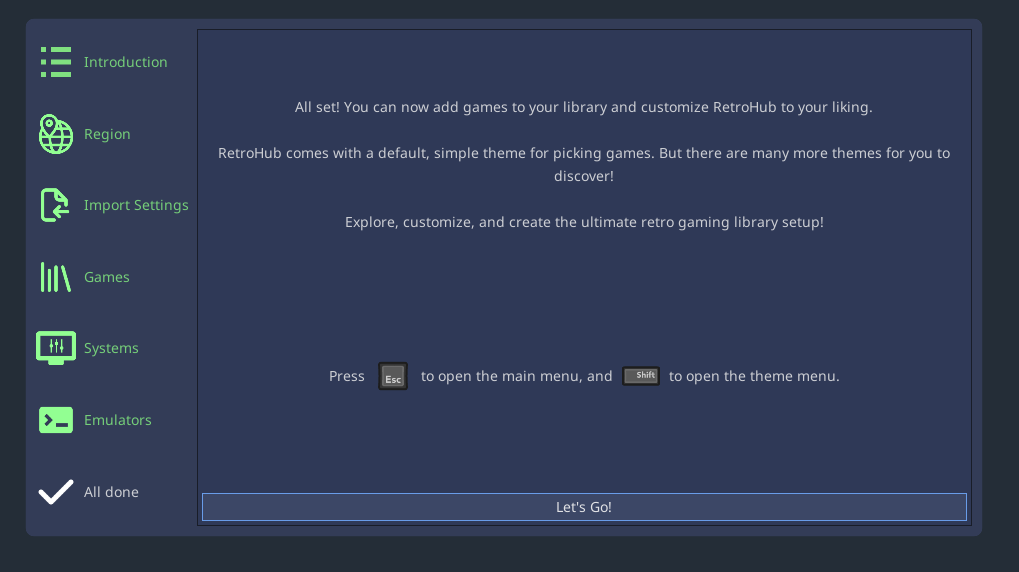 Introduction
Region
Import Settings
Games
Systems
Emulators
All done
All set! You can now add games to your library and customize RetroHub to your liking.
RetroHub comes with a default, simple theme for picking games. But there are many more themes for you to
discover!
Explore, customize, and create the ultimate retro gaming library setup!
Press Esc to open the main menu, and Shift to open the theme menu.
Let's Go!